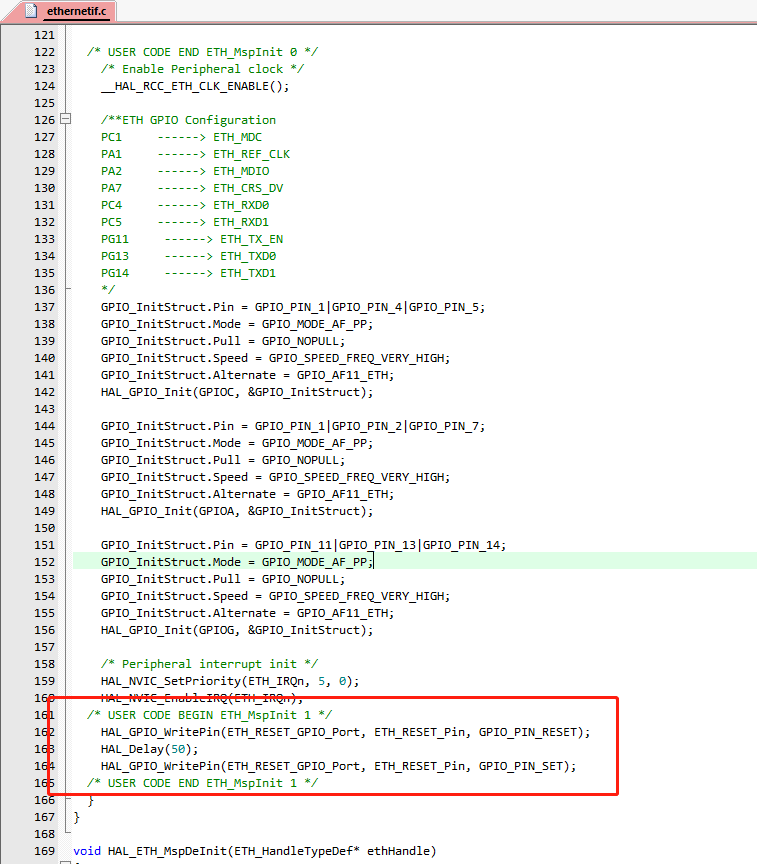 ethernetif.c
121
122 /* USER CODE END ETH_MspInit 0 */
123 /* Enable Peripheral clock */
124 __HAL_RCC_ETH_CLK_ENABLE();
125
126 /**ETH GPIO Configuration
127 PC1 ------> ETH_MDC
128 PA1 ------> ETH_REF_CLK
129 PA2 ------> ETH_MDIO
130 PA7 ------> ETH_CRS_DV
131 PC4 ------> ETH_RXD0
132 PC5 ------> ETH_RXD1
133 PG11 ------> ETH_TX_EN
134 PG13 ------> ETH_TXD0
135 PG14 ------> ETH_TXD1
136 */
137 GPIO_InitStruct.Pin = GPIO_PIN_1|GPIO_PIN_4|GPIO_PIN_5;
138 GPIO_InitStruct.Mode = GPIO_MODE_AF_PP;
139 GPIO_InitStruct.Pull = GPIO_NOPULL;
140 GPIO_InitStruct.Speed = GPIO_SPEED_FREQ_VERY_HIGH;
141 GPIO_InitStruct.Alternate = GPIO_AF11_ETH;
142 HAL_GPIO_Init(GPIOC, &GPIO_InitStruct);
143
144 GPIO_InitStruct.Pin = GPIO_PIN_1|GPIO_PIN_2|GPIO_PIN_7;
145 GPIO_InitStruct.Mode = GPIO_MODE_AF_PP;
146 GPIO_InitStruct.Pull = GPIO_NOPULL;
147 GPIO_InitStruct.Speed = GPIO_SPEED_FREQ_VERY_HIGH;
148 GPIO_InitStruct.Alternate = GPIO_AF11_ETH;
149 HAL_GPIO_Init(GPIOA, &GPIO_InitStruct);
150
151 GPIO_InitStruct.Pin = GPIO_PIN_11|GPIO_PIN_13|GPIO_PIN_14;
152 GPIO_InitStruct.Mode = GPIO_MODE_AF_PP;
153 GPIO_InitStruct.Pull = GPIO_NOPULL;
154 GPIO_InitStruct.Speed = GPIO_SPEED_FREQ_VERY_HIGH;
155 GPIO_InitStruct.Alternate = GPIO_AF11_ETH;
156 HAL_GPIO_Init(GPIOG, &GPIO_InitStruct);
157
158 /* Peripheral interrupt init */
159 HAL_NVIC_SetPriority(ETH_IRQn, 5, 0);
160 HAL_NVIC_EnableIRQ(ETH_IRQn);
161 /* USER CODE BEGIN ETH_MspInit 1 */
162 HAL_GPIO_WritePin(ETH_RESET_GPIO_Port, ETH_RESET_Pin, GPIO_PIN_RESET);
163 HAL_Delay(50);
164 HAL_GPIO_WritePin(ETH_RESET_GPIO_Port, ETH_RESET_Pin, GPIO_PIN_SET);
165 /* USER CODE END ETH_MspInit 1 */
166 }
167 }
168
169 void HAL_ETH_MspDeInit(ETH_HandleTypeDef* ethHandle)